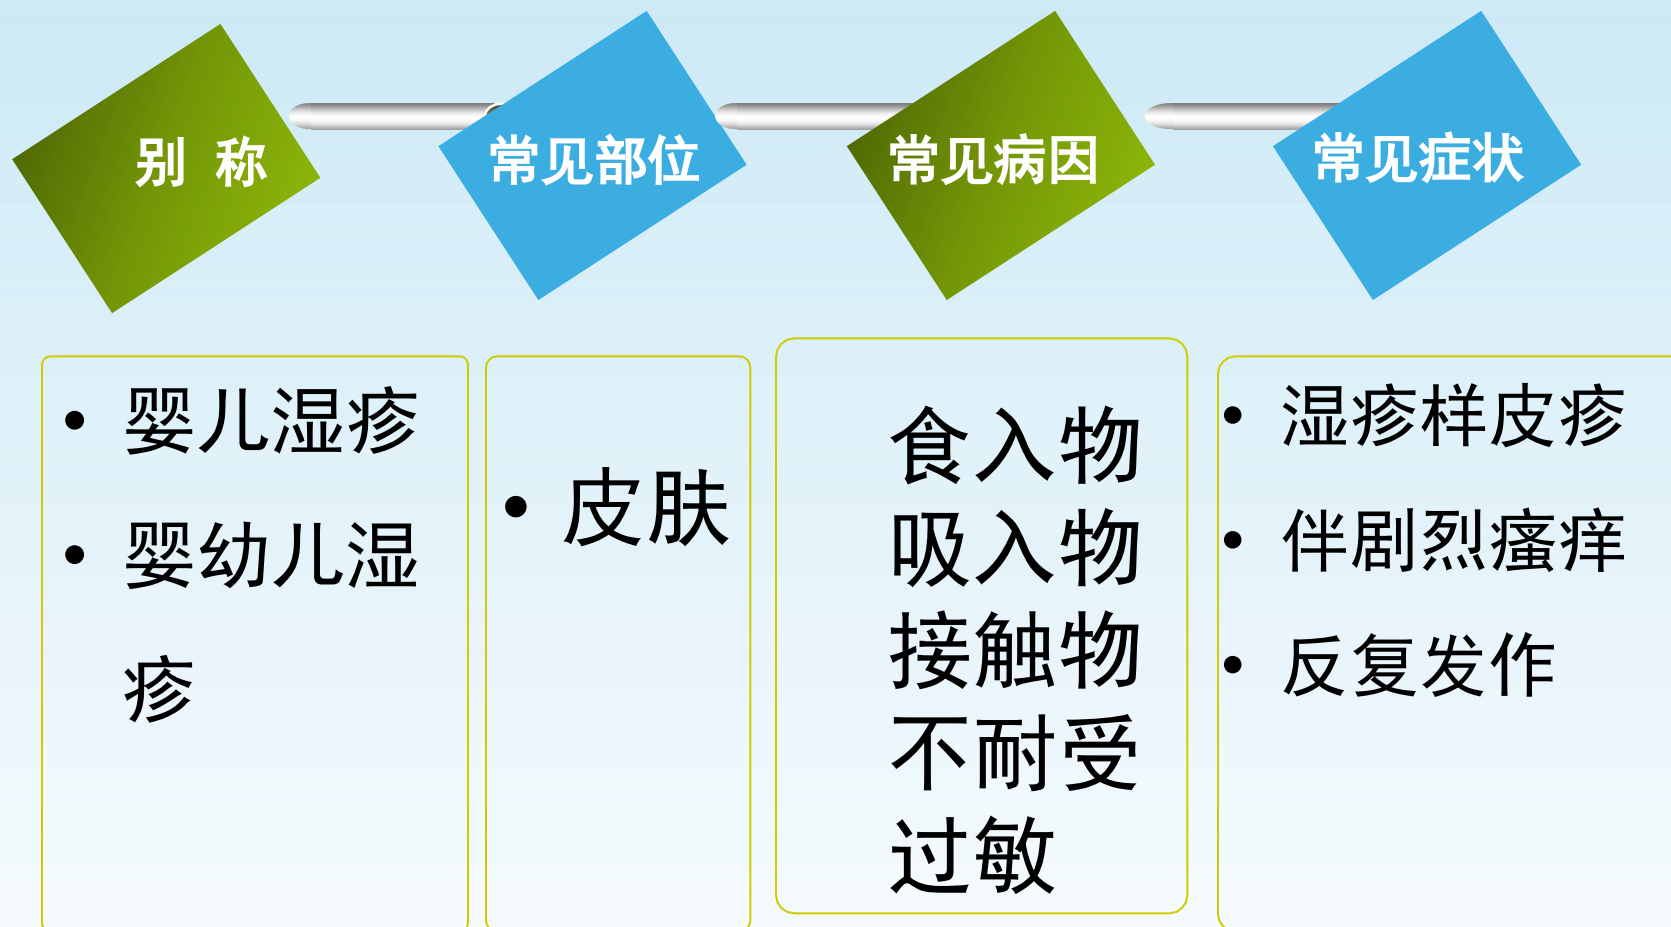 别 称
常见部位
常见病因
常见症状
• 婴儿湿疹
• 婴幼儿湿
疹
• 皮肤
食入物
吸入物
接触物
不耐受
过敏
• 湿疹样皮疹
• 伴剧烈瘙痒
• 反复发作